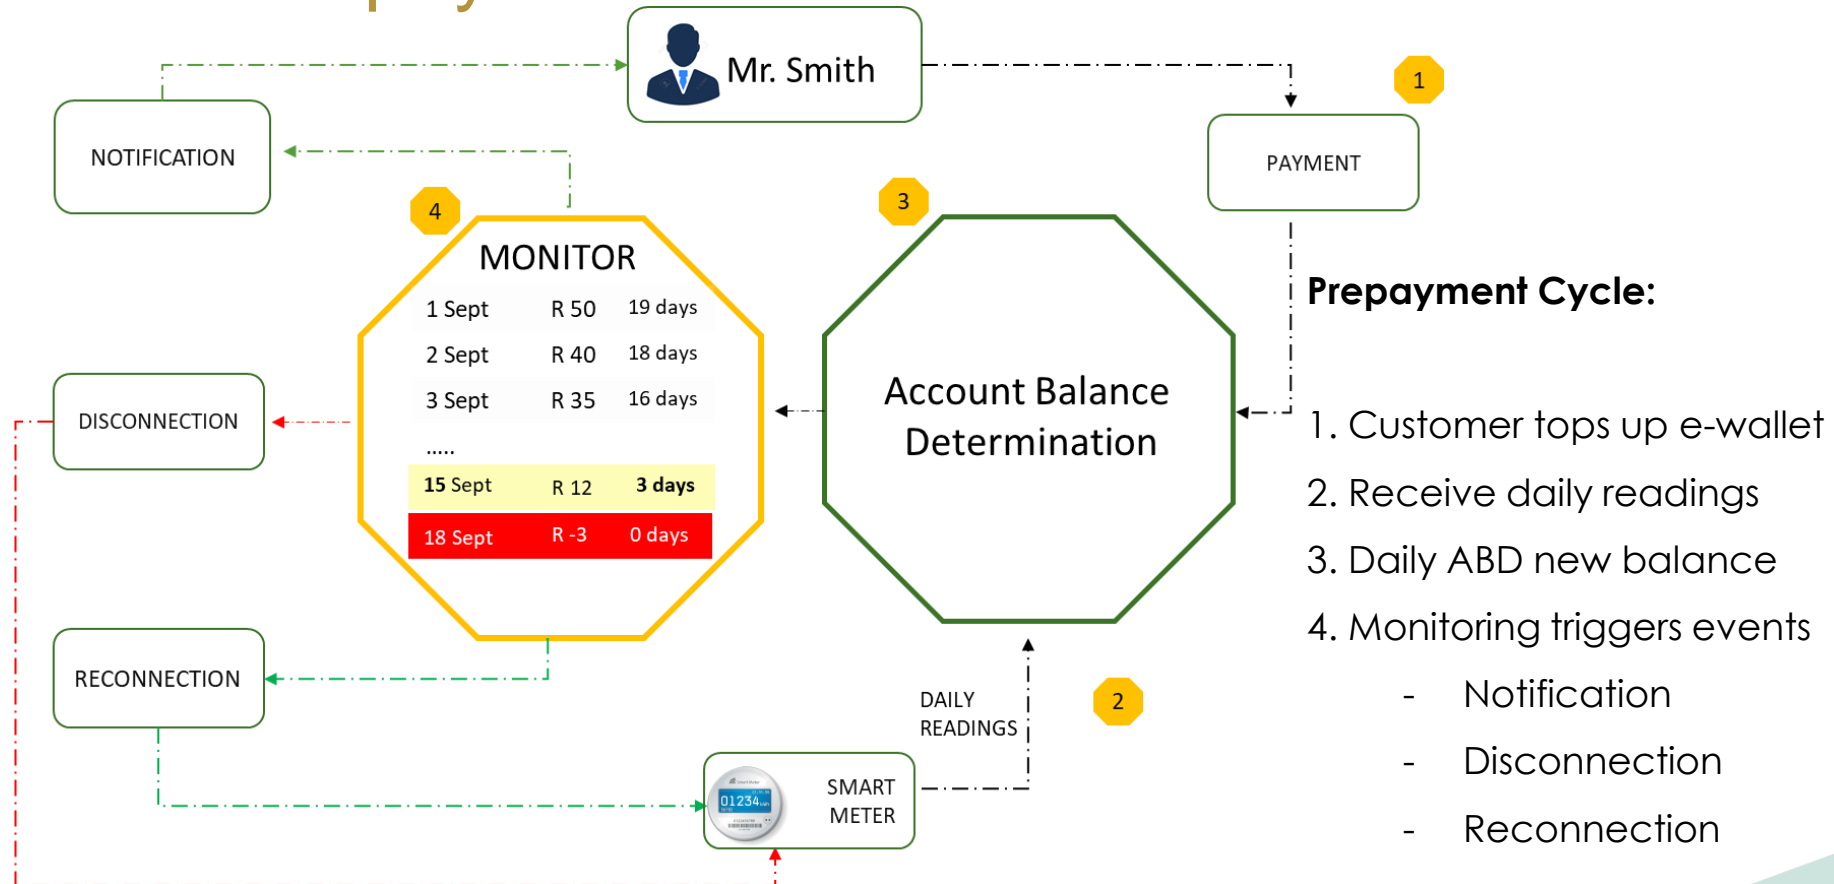 Mr. Smith
1
NOTIFICATION
PAYMENT
4
3
MONITOR
1 Sept R 50 19 days
2 Sept R 40 18 days
3 Sept R 35 16 days
.....
15 Sept R 12 3 days
18 Sept R -3 0 days
Account Balance
Determination
DISCONNECTION
RECONNECTION
DAILY
READINGS
2
SMART
METER
01234
Prepayment Cycle:
1. Customer tops up e-wallet
2. Receive daily readings
3. Daily ABD new balance
4. Monitoring triggers events
- Notification
- Disconnection
- Reconnection